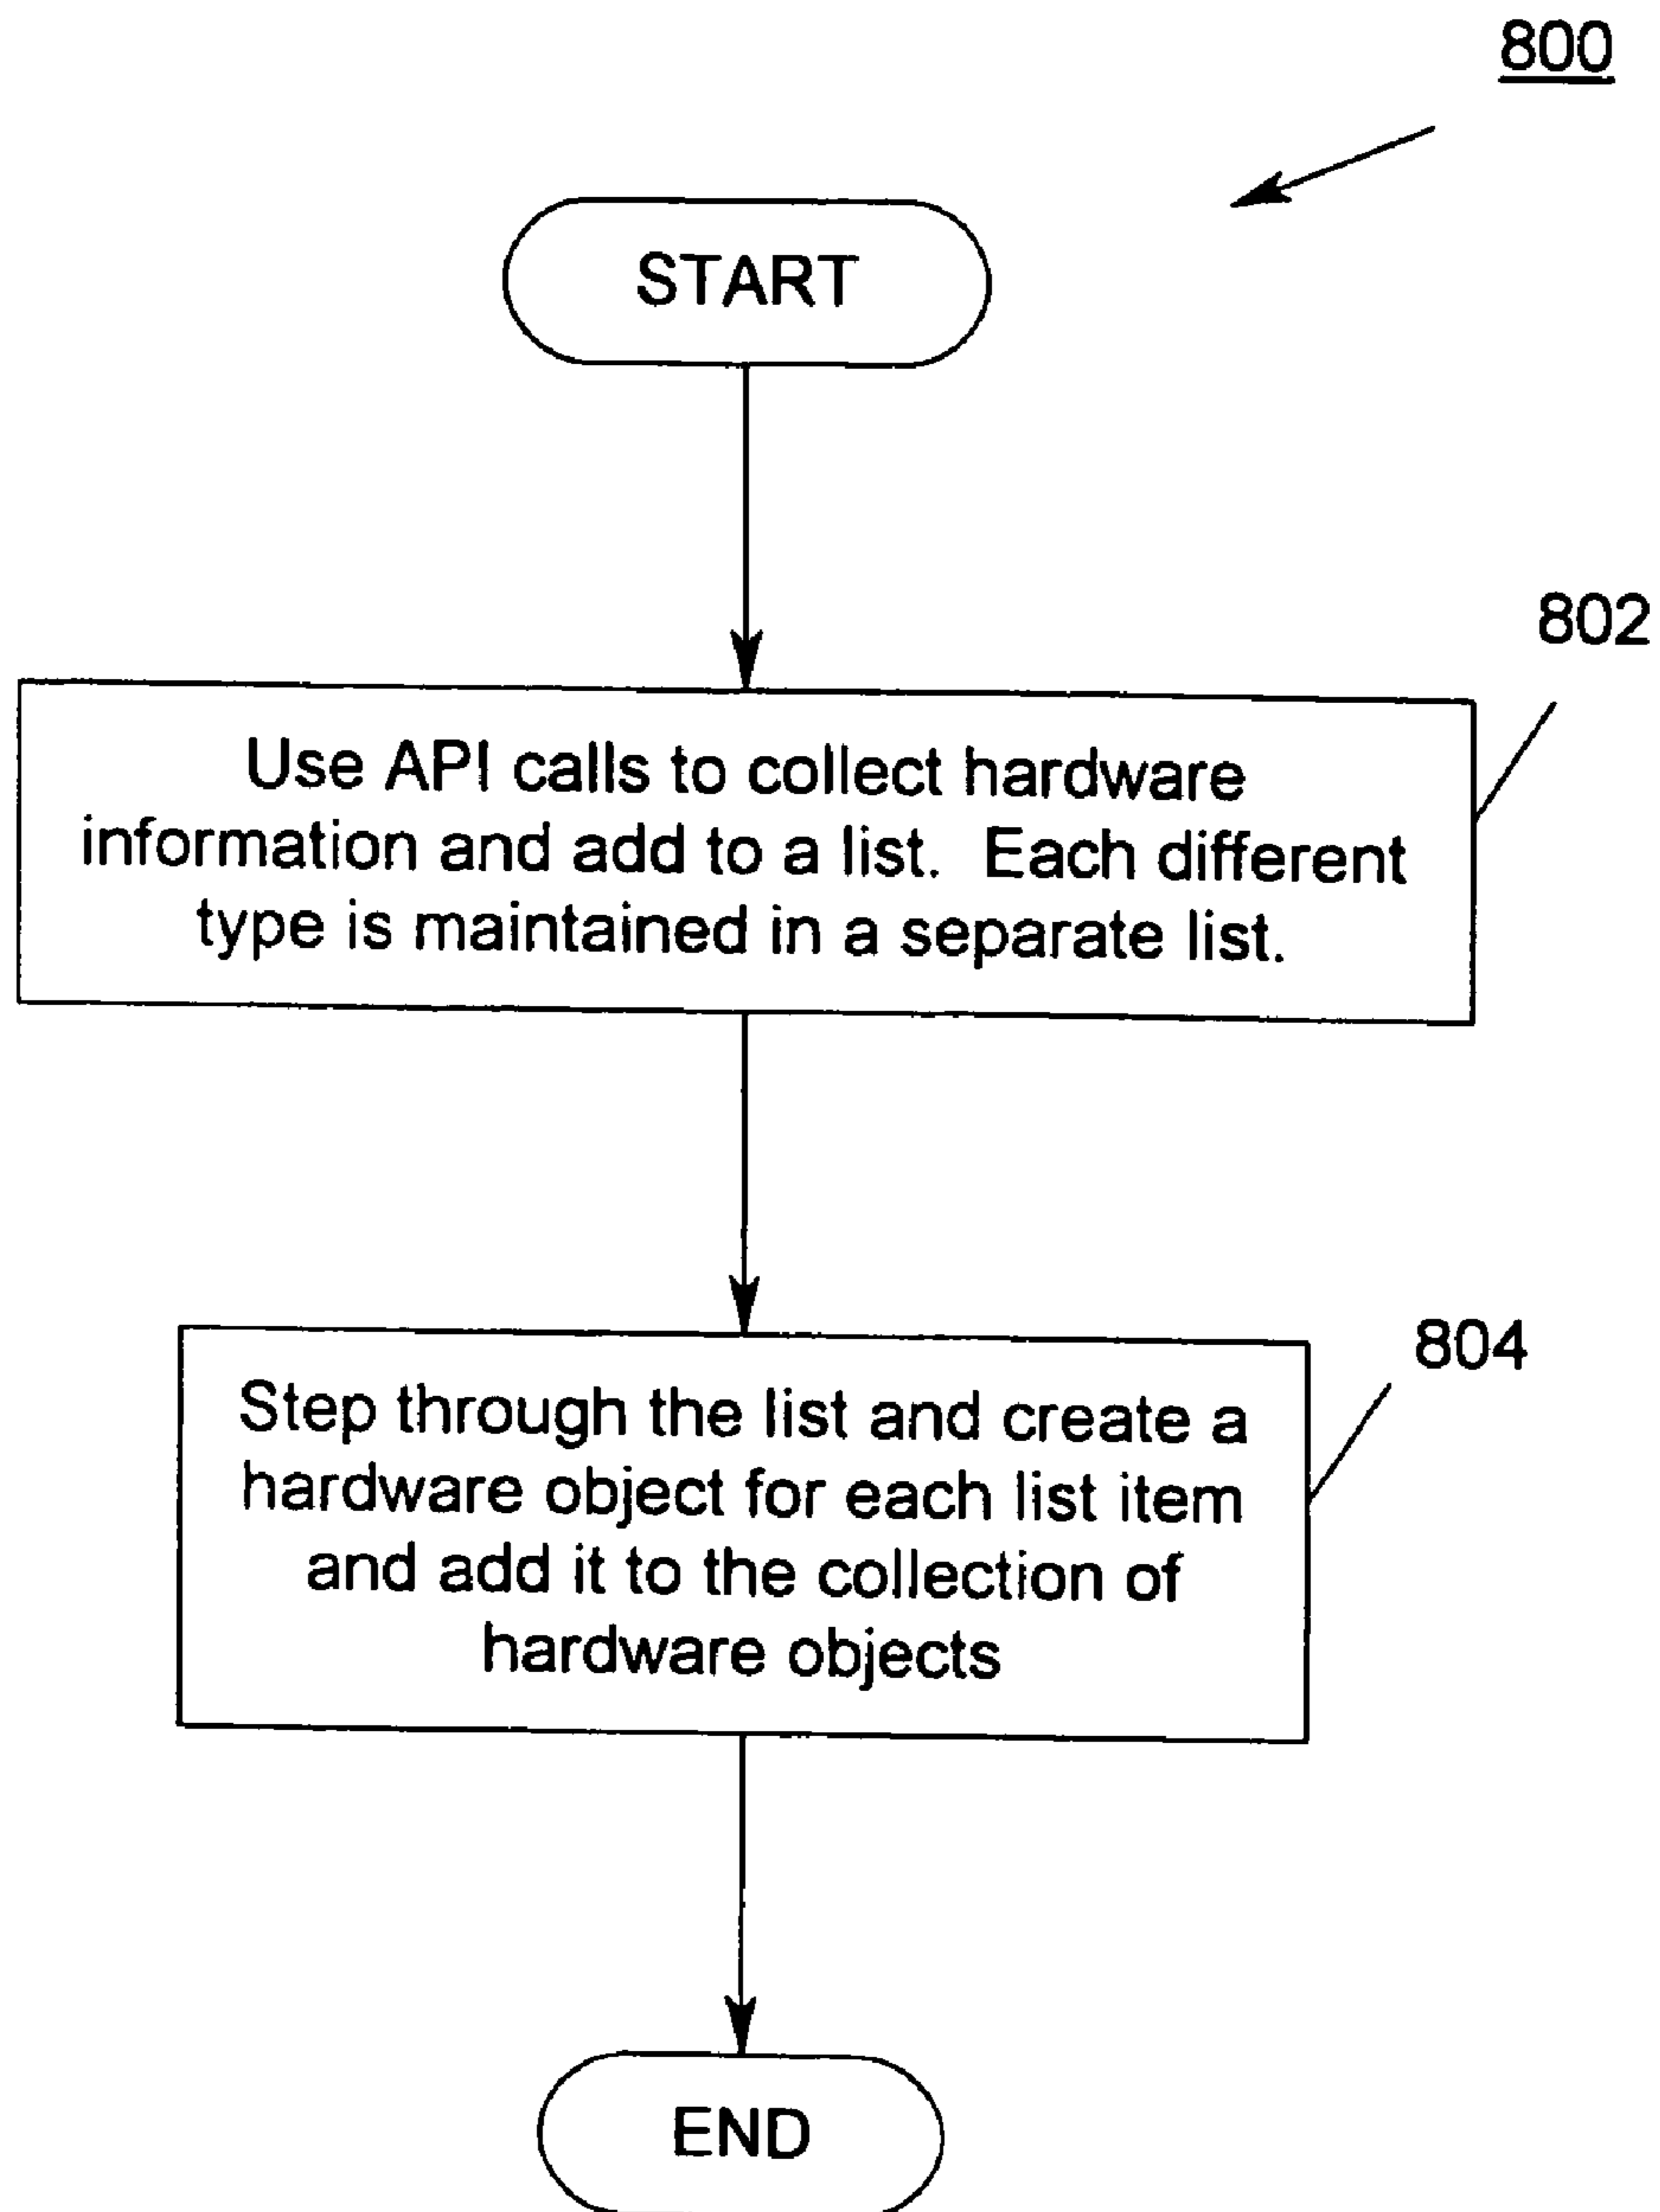 800
START
802
Use API calls to collect hardware
information and add to a list. Each different
type is maintained in a separate list.
804
Step through the list and create a
hardware object for each list item
and add it to the collection of
hardware objects
END